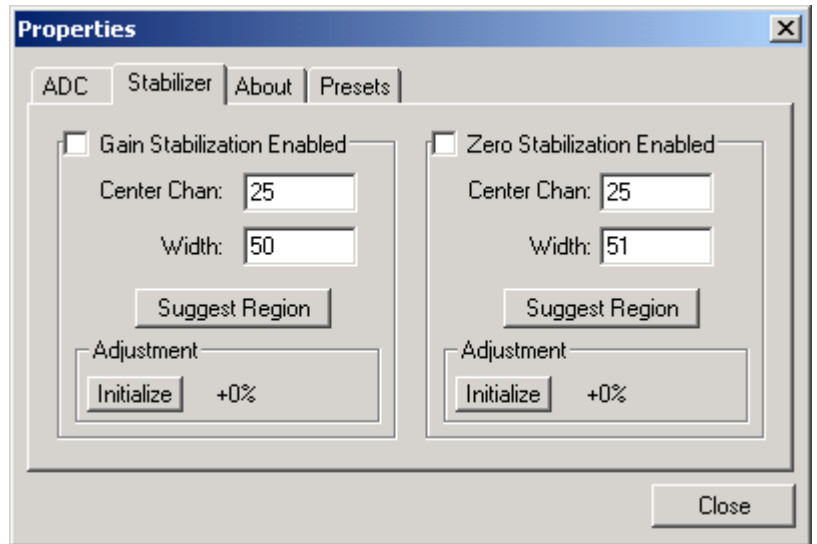 Properties
ADC Stabilizer About Presets
Gain Stabilization Enabled
Center Chan: 25
Width: 50
Suggest Region
Adjustment
Initialize +0%
Zero Stabilization Enabled
Center Chan: 25
Width: 51
Suggest Region
Adjustment
Initialize +0%
Close